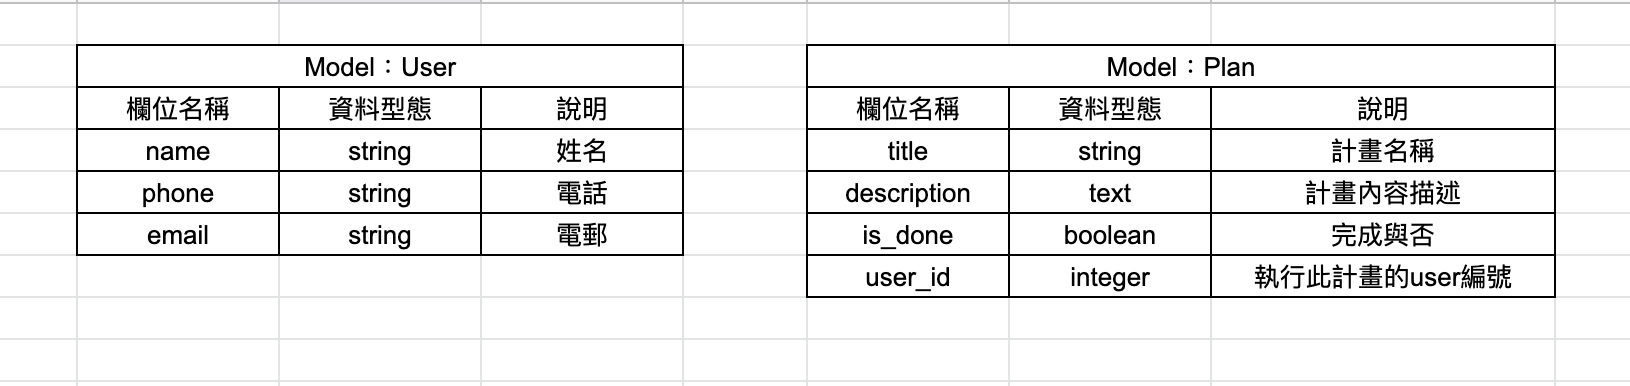 Model：User
欄位名稱 資料型態 說明
name string 姓名
phone string 電話
email string 電郵
Model：Plan
欄位名稱 資料型態 說明
title string 計畫名稱
description text 計畫內容描述
is_done boolean 完成與否
user_id integer 執行此計畫的user編號